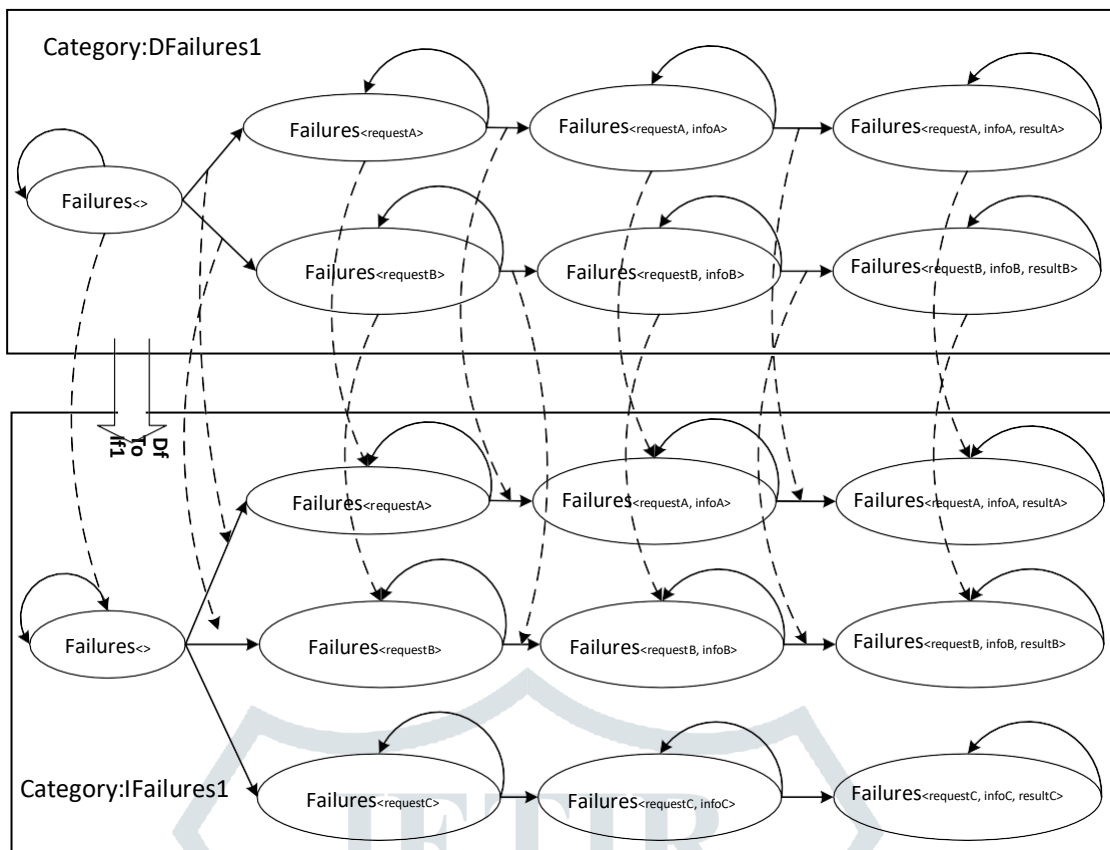 Category:DFailures1
Failures<requestA>
Failures<requestA, infoA>
Failures<requestA, infoA, resultA>
Failures<>
Failures<requestB>
Failures<requestB, infoB>
Failures<requestB, infoB, resultB>
Df
To
If1
Failures<requestA>
Failures<requestA, infoA>
Failures<requestA, infoA, resultA>
Failures<>
Failures<requestB>
Failures<requestB, infoB>
Failures<requestB, infoB, resultB>
Category:IFailures1
Failures<requestC>
Failures<requestC, infoC>
Failures<requestC, infoC, resultC>
JETIR